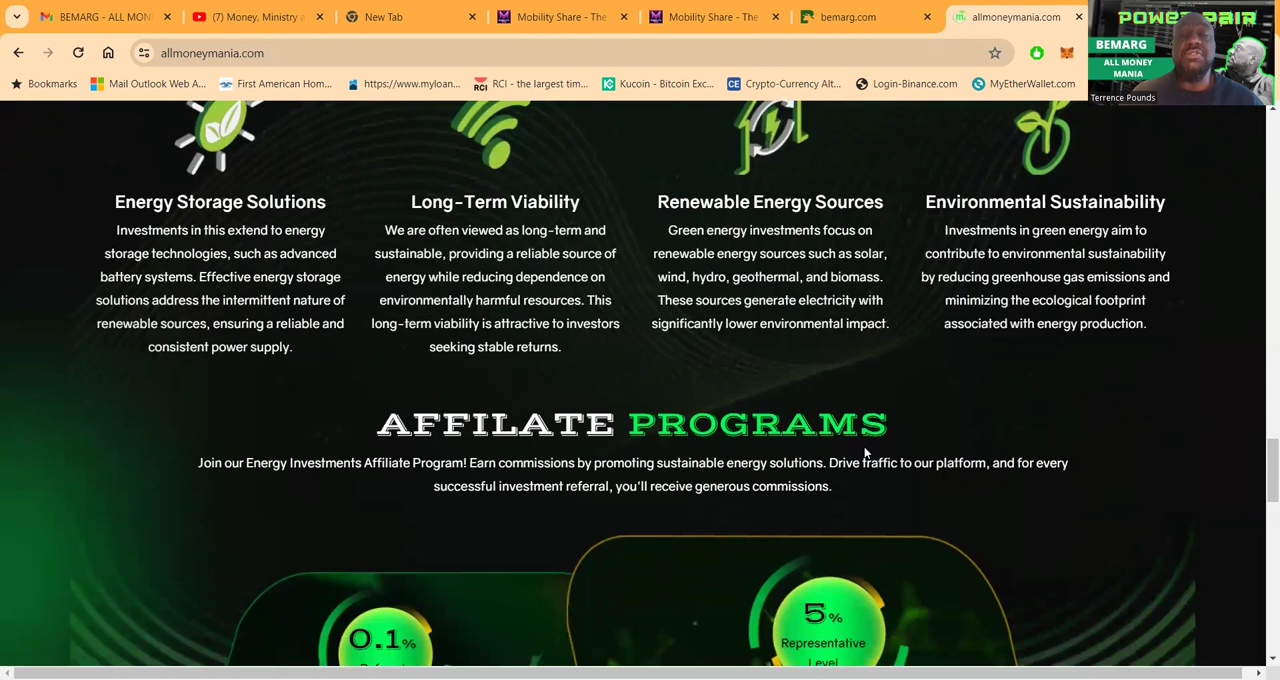 BEMARG - ALL MON
(7) Money, Ministry a
New Tab
Mobility Share - The
Mobility Share - The
bemarg.com
allmoneymania.com
allmoneymania.com
Bookmarks
Mail Outlook Web A...
First American Hom...
https://www.myloan...
RCI - the largest tim...
Kucoin - Bitcoin Exc...
Crypto-Currency Alt...
Login-Binance.com
MyEtherWallet.com
POWER PAIR
BEMARG
ALL MONEY
MANIA
Terrence Pounds
Energy Storage Solutions
Investments in this extend to energy
storage technologies, such as advanced
battery systems. Effective energy storage
solutions address the intermittent nature of
renewable sources, ensuring a reliable and
consistent power supply.
Long-Term Viability
We are often viewed as long-term and
sustainable, providing a reliable source of
energy while reducing dependence on
environmentally harmful resources. This
long-term viability is attractive to investors
seeking stable returns.
Renewable Energy Sources
Green energy investments focus on
renewable energy sources such as solar,
wind, hydro, geothermal, and biomass.
These sources generate electricity with
significantly lower environmental impact.
Environmental Sustainability
Investments in green energy aim to
contribute to environmental sustainability
by reducing greenhouse gas emissions and
minimizing the ecological footprint
associated with energy production.
AFFILATE PROGRAMS
Join our Energy Investments Affiliate Program! Earn commissions by promoting sustainable energy solutions. Drive traffic to our platform, and for every
successful investment referral, you'll receive generous commissions.
0.1%
5%
Representative
Level